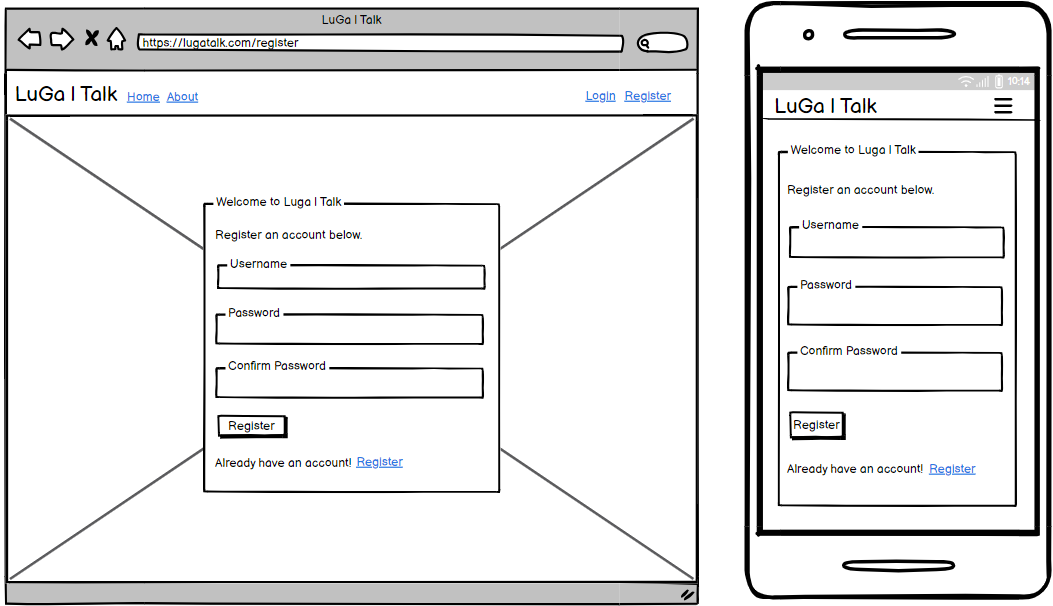 LuGa | Talk
https://lugatalk.com/register
LuGa | Talk Home About Login Register
Welcome to Luga | Talk
Register an account below.
Username
Password
Confirm Password
Register
Already have an account! Register
10:14
LuGa | Talk
Welcome to Luga | Talk
Register an account below.
Username
Password
Confirm Password
Register
Already have an account! Register